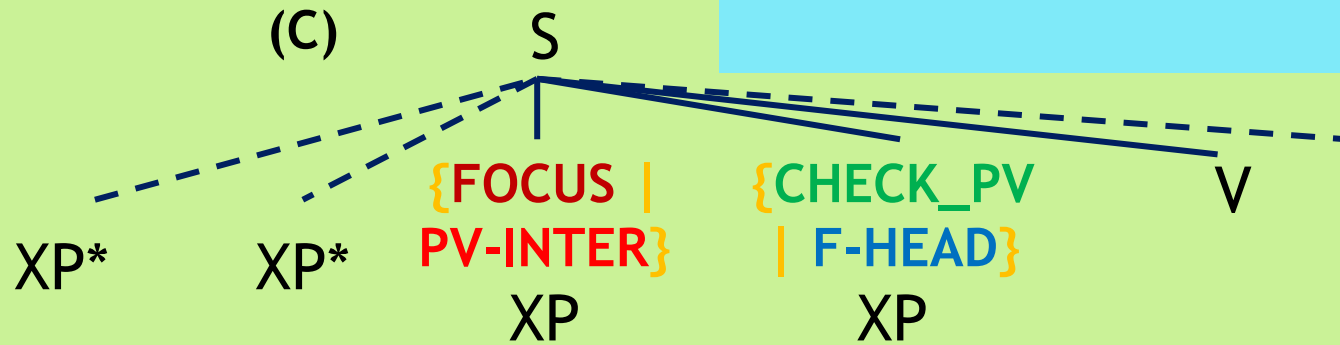 (C) S
{FOCUS | {CHECK_PV V
PV-INTER} | F-HEAD}
XP* XP*
XP XP